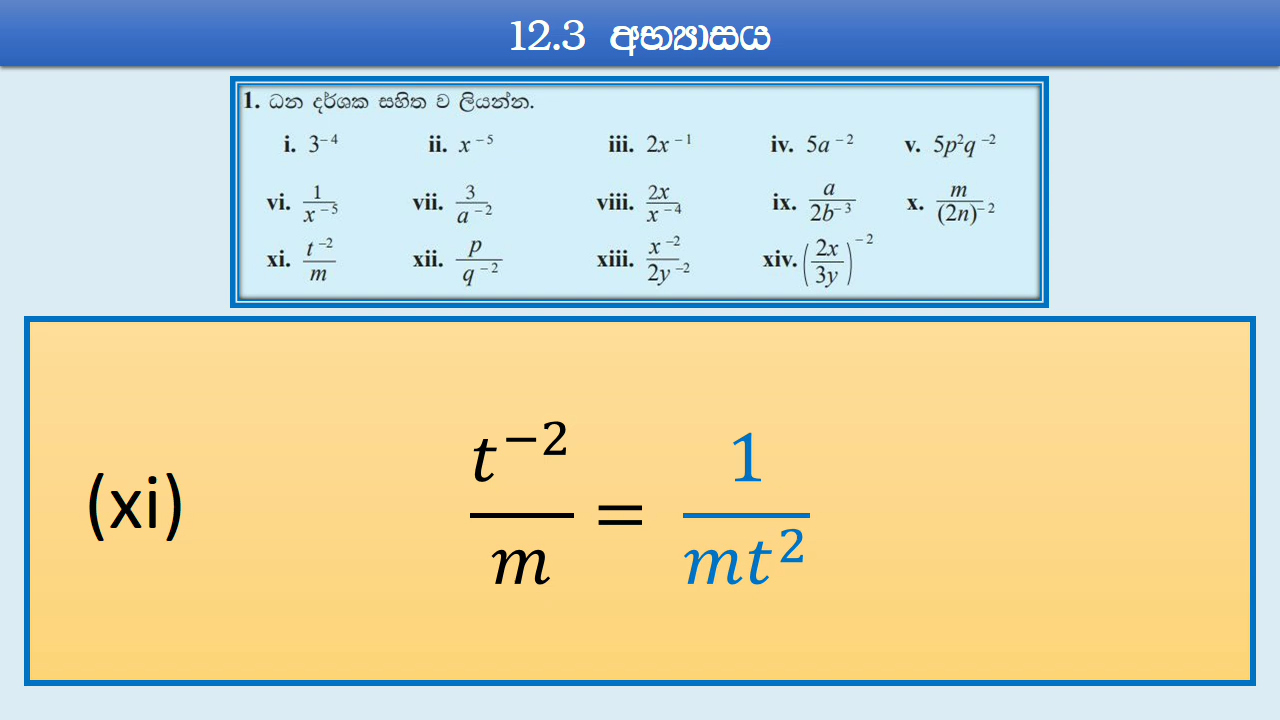 12.3 අභ්‍යාසය
1. ධන දර්ශක සහිත ව ලියන්න.
i. 3⁻⁴ ii. x⁻⁵ iii. 2x⁻¹ iv. 5a⁻² v. 5p²q⁻²
vi. 1/x⁻⁵ vii. 3/a⁻² viii. 2x/x⁻⁴ ix. a/2b⁻³ x. m/(2n)⁻²
xi. t⁻²/m xii. p/q⁻² xiii. x⁻²/2y⁻² xiv. (2x/3y)⁻²
(xi) t⁻²/m = 1/mt²